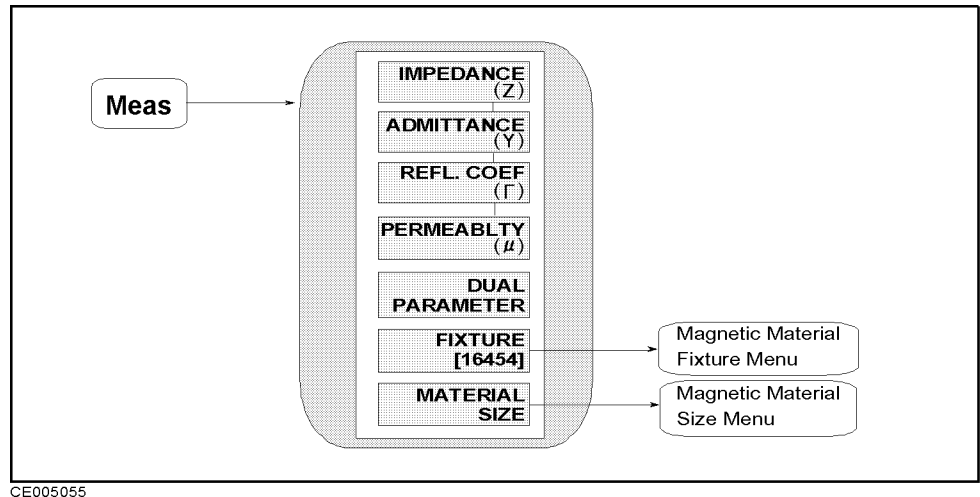 Meas
IMPEDANCE
(Z)
ADMITTANCE
(Y)
REFL. COEF
(Γ)
PERMEABLTY
(μ)
DUAL
PARAMETER
FIXTURE
[16454]
MATERIAL
SIZE
Magnetic Material
Fixture Menu
Magnetic Material
Size Menu
CE005055